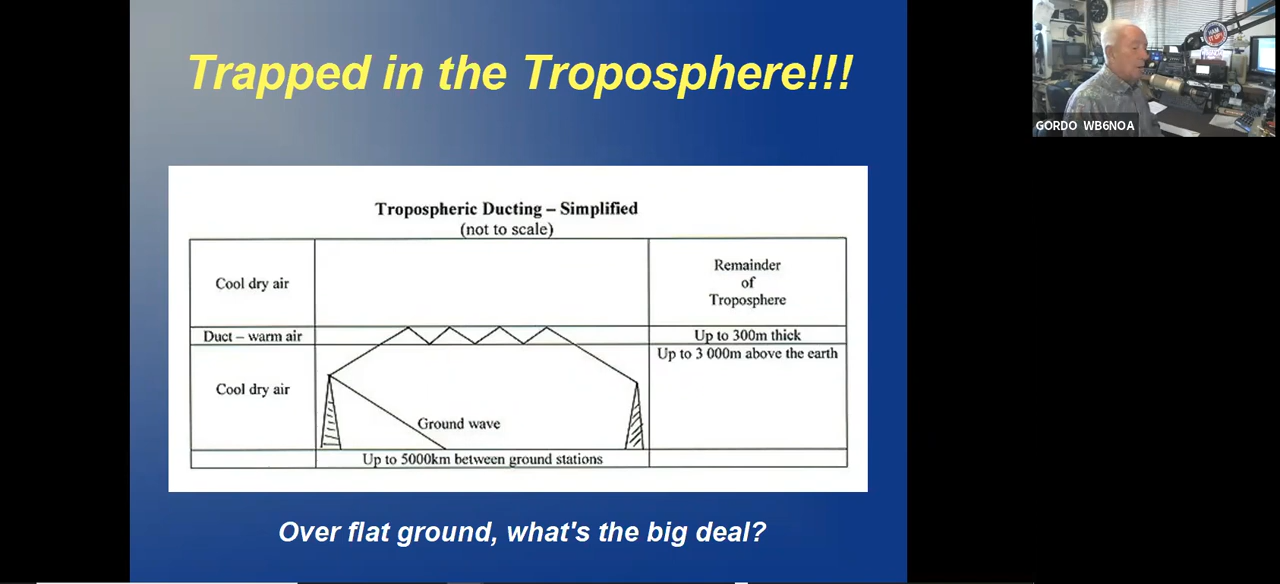 Trapped in the Troposphere!!!
GORDO WB6NOA
Tropospheric Ducting – Simplified
(not to scale)
Cool dry air
Remainder
of
Troposphere
Duct – warm air
Up to 300m thick
Up to 3 000m above the earth
Cool dry air
Ground wave
Up to 5000km between ground stations
Over flat ground, what's the big deal?